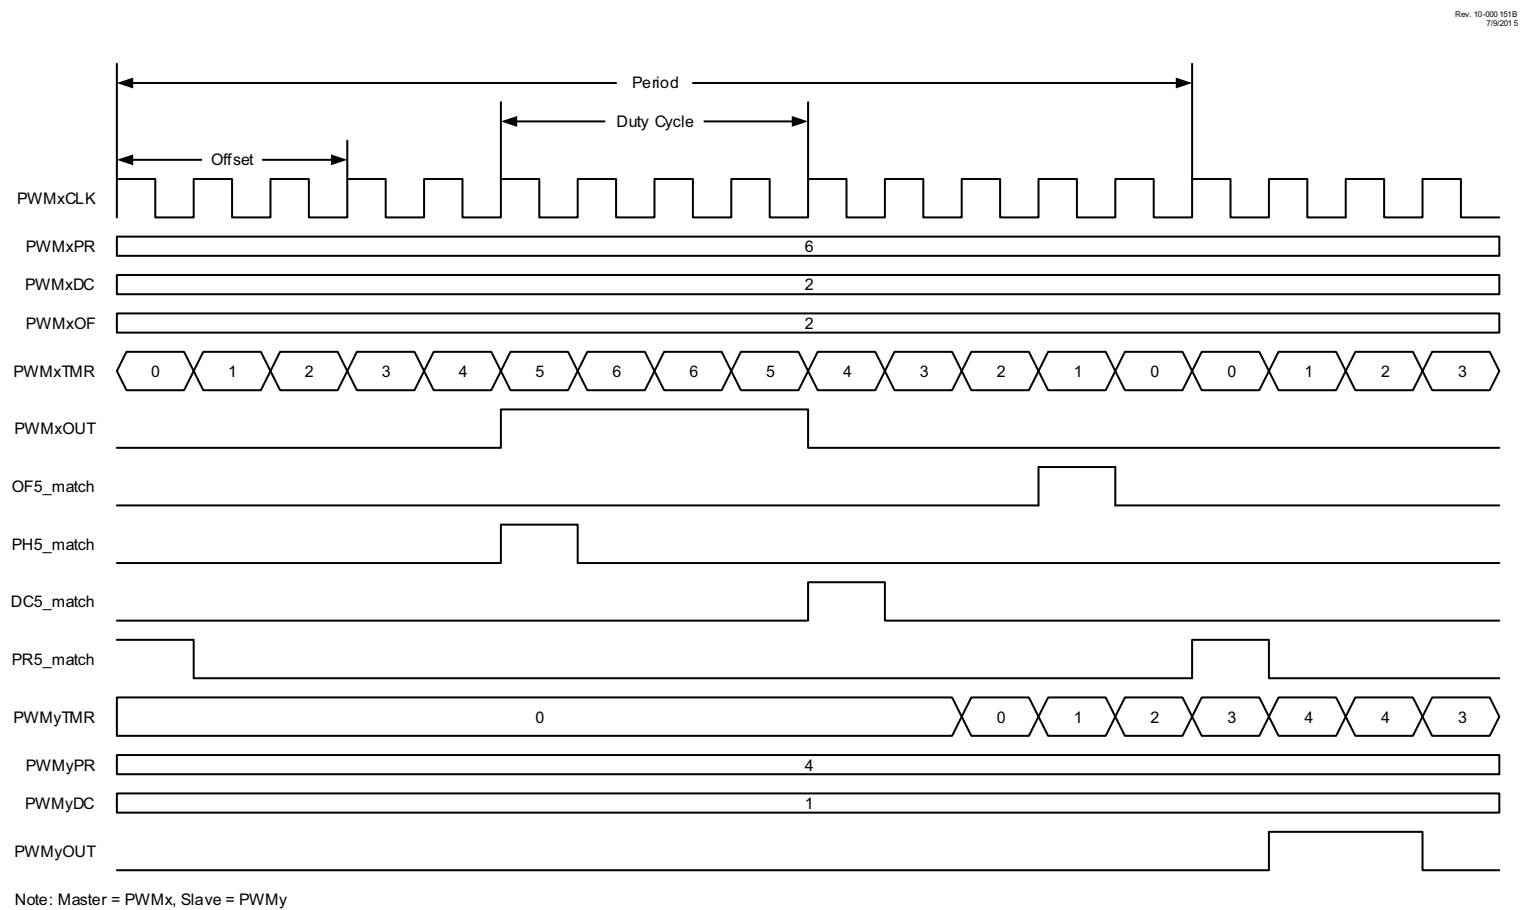 Rev. 10-000 151B
7/9/201 5
Period
Duty Cycle
Offset
PWMxCLK
PWMxPR 6
PWMxDC 2
PWMxOF 2
PWMxTMR 0 1 2 3 4 5 6 6 5 4 3 2 1 0 0 1 2 3
PWMxOUT
OF5_match
PH5_match
DC5_match
PR5_match
PWMyTMR 0 0 1 2 3 4 4 3
PWMyPR 4
PWMyDC 1
PWMyOUT
Note: Master = PWMx, Slave = PWMy